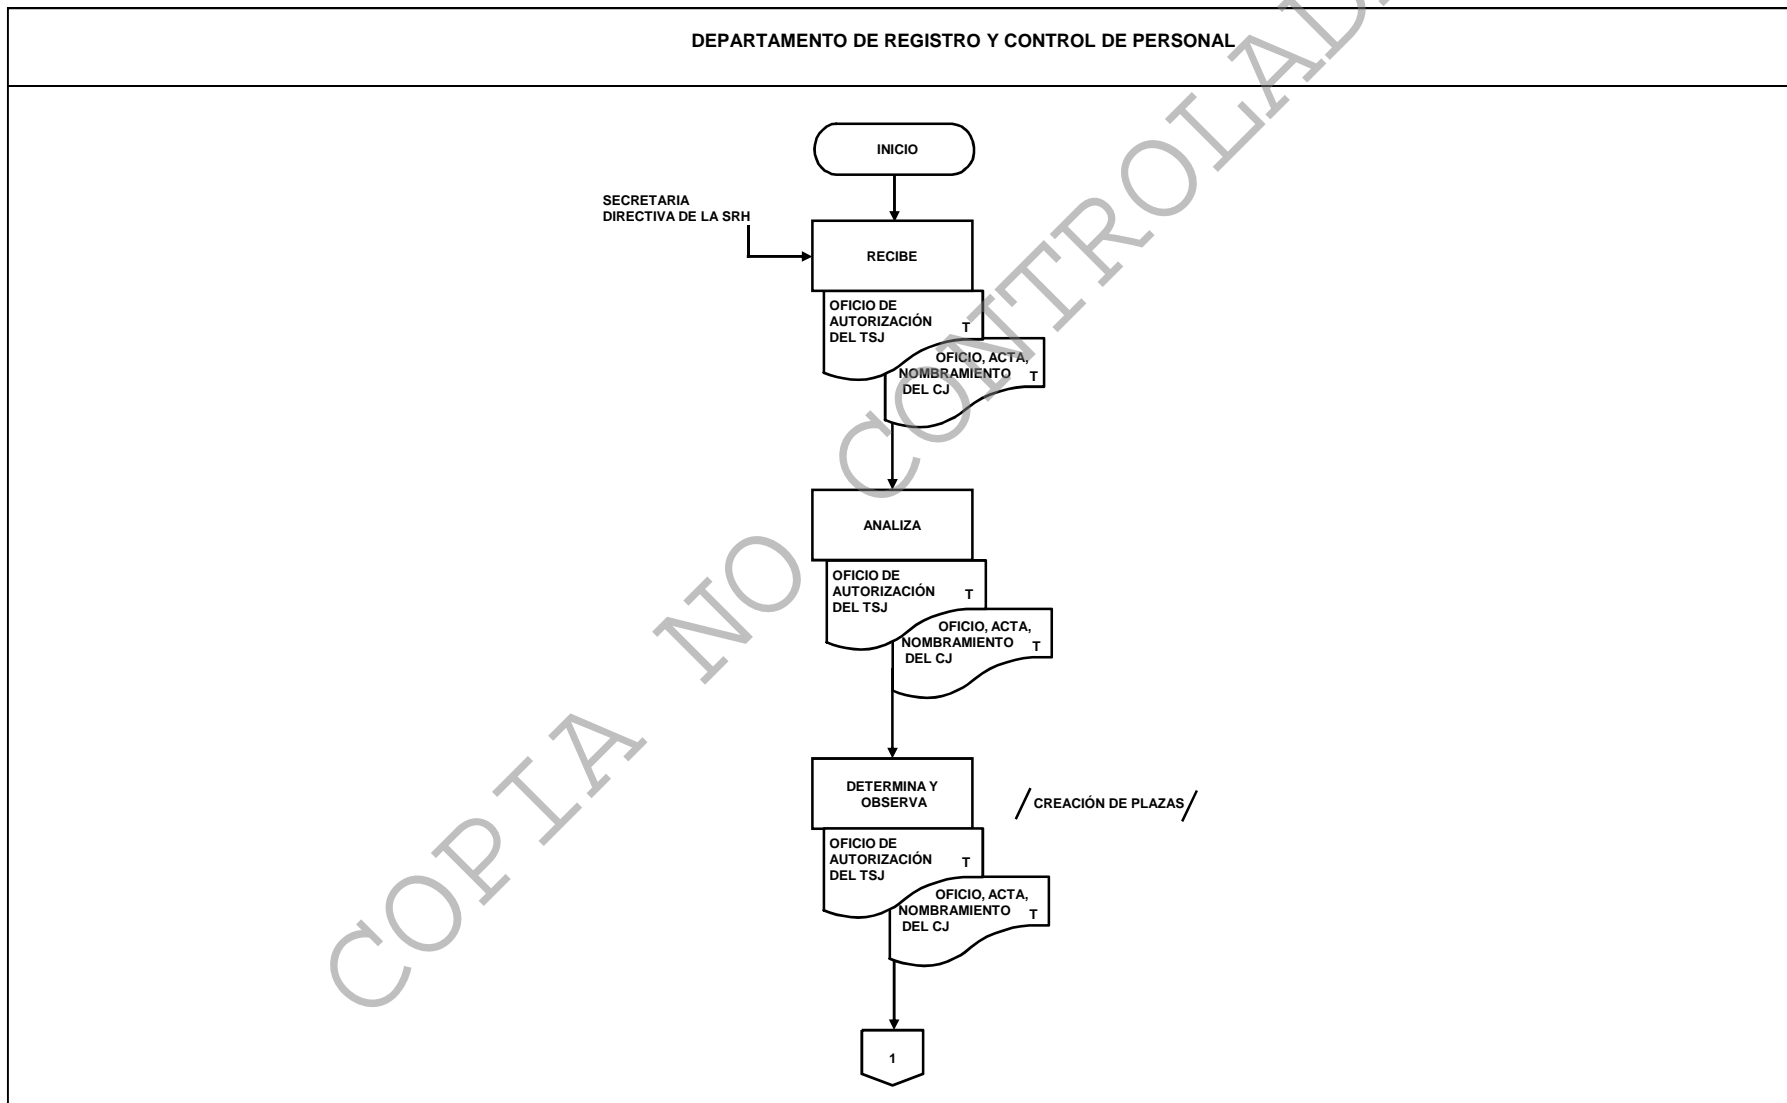 DEPARTAMENTO DE REGISTRO Y CONTROL DE PERSONAL
INICIO
SECRETARIA
DIRECTIVA DE LA SRH
RECIBE
OFICIO DE
AUTORIZACIÓN T
DEL TSJ
OFICIO, ACTA,
NOMBRAMIENTO T
DEL CJ
ANALIZA
OFICIO DE
AUTORIZACIÓN T
DEL TSJ
OFICIO, ACTA,
NOMBRAMIENTO T
DEL CJ
DETERMINA Y
OBSERVA
CREACIÓN DE PLAZAS
OFICIO DE
AUTORIZACIÓN T
DEL TSJ
OFICIO, ACTA,
NOMBRAMIENTO T
DEL CJ
1
COPIA NO CONTROLAD